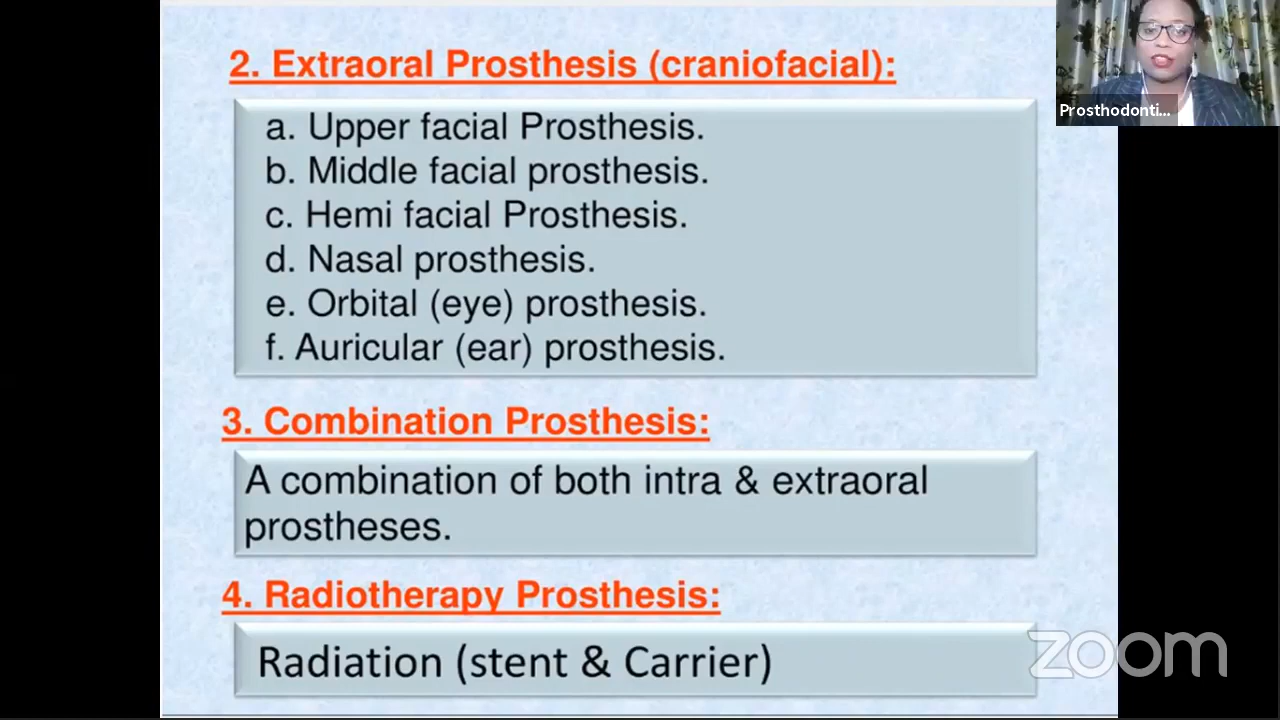 2. Extraoral Prosthesis (craniofacial):
a. Upper facial Prosthesis.
b. Middle facial prosthesis.
c. Hemi facial Prosthesis.
d. Nasal prosthesis.
e. Orbital (eye) prosthesis.
f. Auricular (ear) prosthesis.
3. Combination Prosthesis:
A combination of both intra & extraoral
prostheses.
4. Radiotherapy Prosthesis:
Radiation (stent & Carrier)
Prosthodonti...
zoom